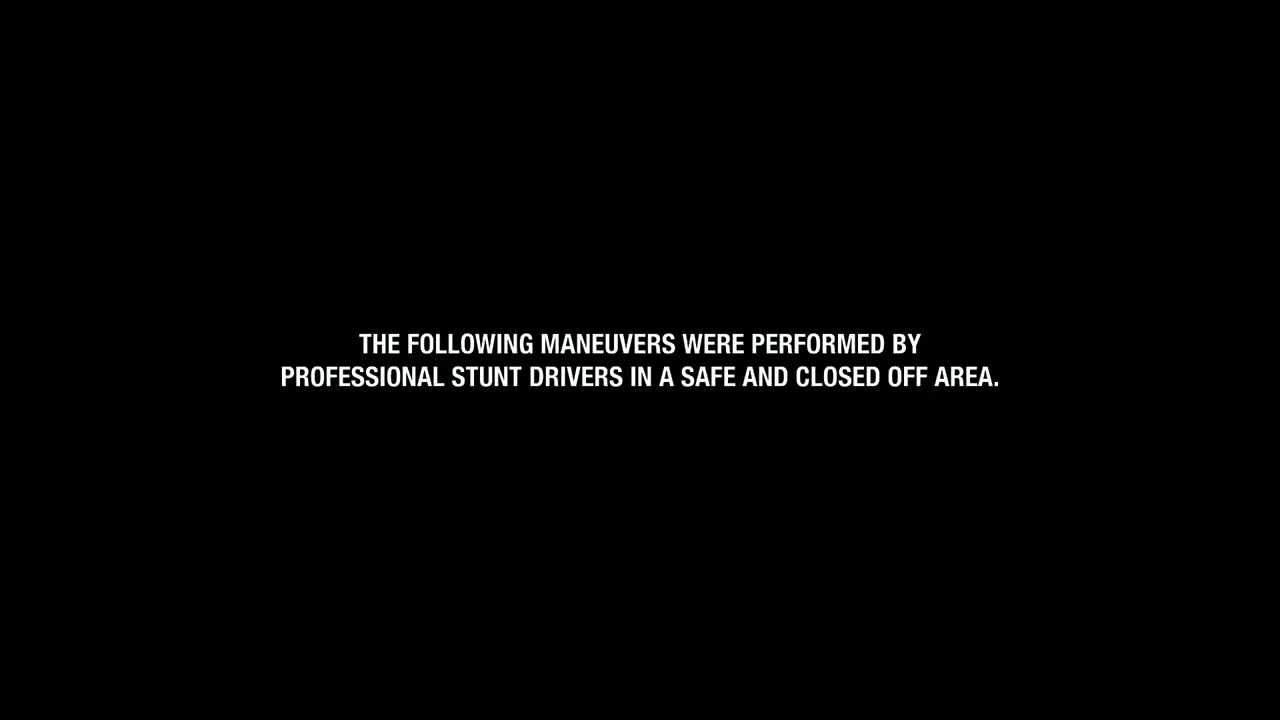 THE FOLLOWING MANEUVERS WERE PERFORMED BY
PROFESSIONAL STUNT DRIVERS IN A SAFE AND CLOSED OFF AREA.